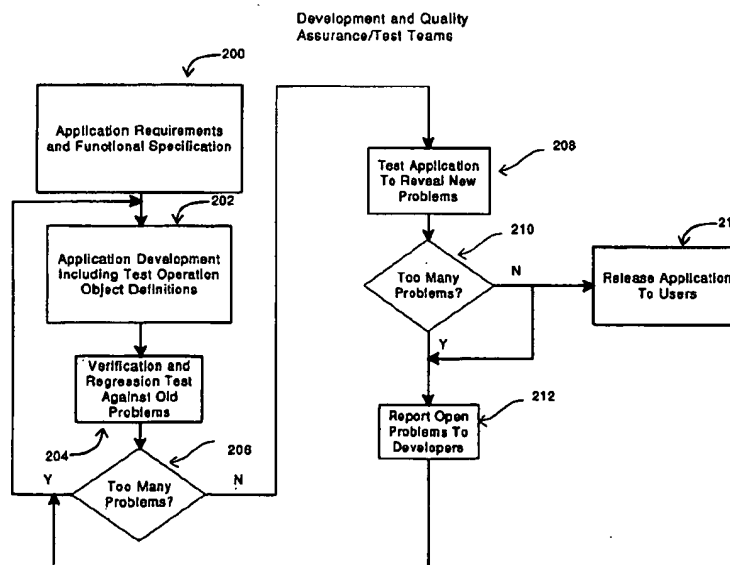 Development and Quality
Assurance/Test Teams
200
Application Requirements
and Functional Specification
202
Application Development
Including Test Operation
Object Definitions
Verification and
Regression Test
Against Old
Problems
204
206
Too Many
Problems?
Y
N
Test Application
To Reveal New
Problems
208
210
Too Many
Problems?
N
Y
Release Application
To Users
Report Open
Problems To
Developers
212